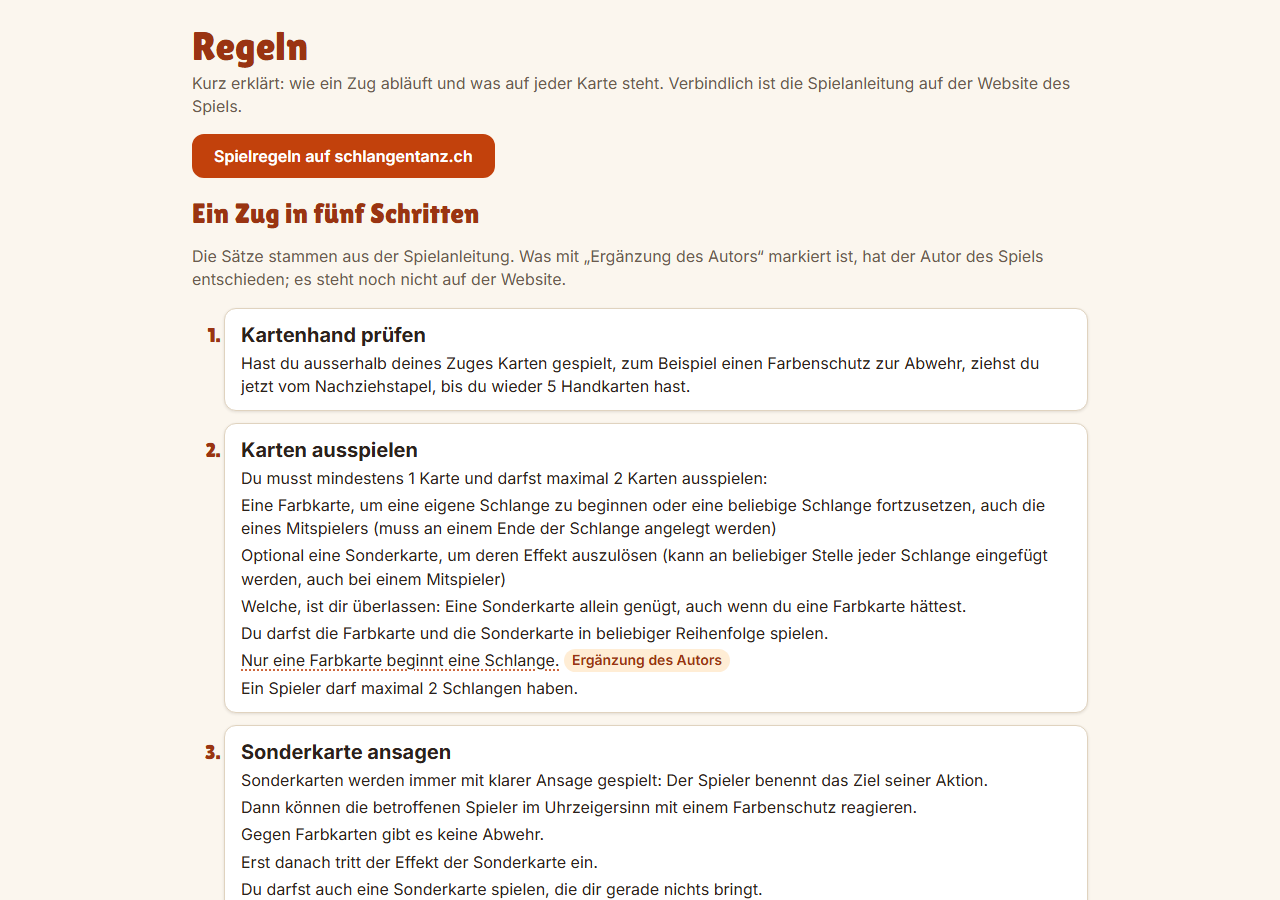 Regeln
Kurz erklärt: wie ein Zug abläuft und was auf jeder Karte steht. Verbindlich ist die Spielanleitung auf der Website des
Spiels.
Spielregeln auf schlangentanz.ch
Ein Zug in fünf Schritten
Die Sätze stammen aus der Spielanleitung. Was mit „Ergänzung des Autors“ markiert ist, hat der Autor des Spiels
entschieden; es steht noch nicht auf der Website.
1. Kartenhand prüfen
Hast du ausserhalb deines Zuges Karten gespielt, zum Beispiel einen Farbenschutz zur Abwehr, ziehst du
jetzt vom Nachziehstapel, bis du wieder 5 Handkarten hast.
2. Karten ausspielen
Du musst mindestens 1 Karte und darfst maximal 2 Karten ausspielen:
Eine Farbkarte, um eine eigene Schlange zu beginnen oder eine beliebige Schlange fortzusetzen, auch die
eines Mitspielers (muss an einem Ende der Schlange angelegt werden)
Optional eine Sonderkarte, um deren Effekt auszulösen (kann an beliebiger Stelle jeder Schlange eingefügt
werden, auch bei einem Mitspieler)
Welche, ist dir überlassen: Eine Sonderkarte allein genügt, auch wenn du eine Farbkarte hättest.
Du darfst die Farbkarte und die Sonderkarte in beliebiger Reihenfolge spielen.
Nur eine Farbkarte beginnt eine Schlange. Ergänzung des Autors
Ein Spieler darf maximal 2 Schlangen haben.
3. Sonderkarte ansagen
Sonderkarten werden immer mit klarer Ansage gespielt: Der Spieler benennt das Ziel seiner Aktion.
Dann können die betroffenen Spieler im Uhrzeigersinn mit einem Farbenschutz reagieren.
Gegen Farbkarten gibt es keine Abwehr.
Erst danach tritt der Effekt der Sonderkarte ein.
Du darfst auch eine Sonderkarte spielen, die dir gerade nichts bringt.